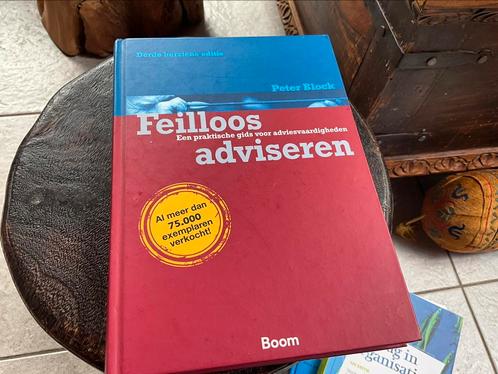 Derde herziene editie
Peter Block
Feilloos
Een praktische gids voor adviesvaardigheden
adviseren
Al meer dan
75.000
exemplaren
verkocht!
Boom
in